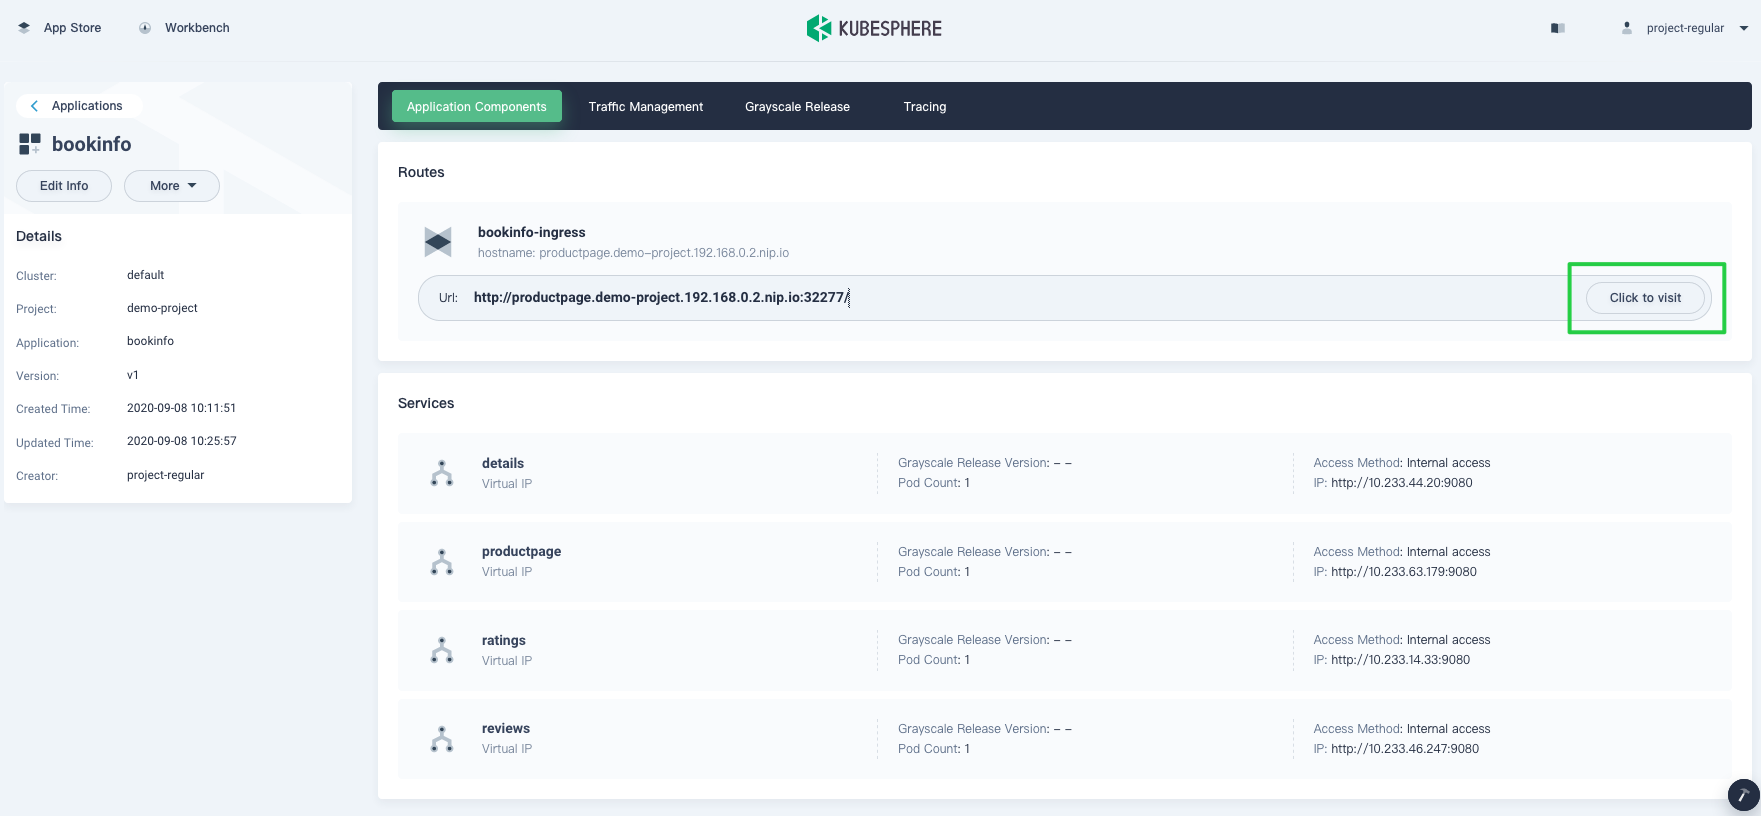 App Store
Workbench
KUBESPHERE
project-regular
Applications
bookinfo
Edit Info
More
Details
Cluster: default
Project: demo-project
Application: bookinfo
Version: v1
Created Time: 2020-09-08 10:11:51
Updated Time: 2020-09-08 10:25:57
Creator: project-regular
Application Components
Traffic Management
Grayscale Release
Tracing
Routes
bookinfo-ingress
hostname: productpage.demo-project.192.168.0.2.nip.io
Url: http://productpage.demo-project.192.168.0.2.nip.io:32277/
Click to visit
Services
details
Virtual IP
Grayscale Release Version: - -
Pod Count: 1
Access Method: Internal access
IP: http://10.233.44.20:9080
productpage
Virtual IP
Grayscale Release Version: - -
Pod Count: 1
Access Method: Internal access
IP: http://10.233.63.179:9080
ratings
Virtual IP
Grayscale Release Version: - -
Pod Count: 1
Access Method: Internal access
IP: http://10.233.14.33:9080
reviews
Virtual IP
Grayscale Release Version: - -
Pod Count: 1
Access Method: Internal access
IP: http://10.233.46.247:9080